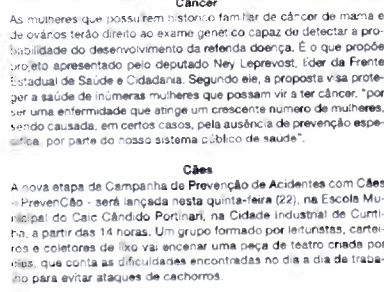 Câncer
As mulheres que possuírem histórico familiar de câncer de mama e
de ovários terão direito ao exame genético capaz de detectar a pro-
babilidade do desenvolvimento da referida doença. É o que propõe
projeto apresentado pelo deputado Ney Leprevost, líder da Frente
Estadual de Saúde e Cidadania. Segundo ele, a proposta visa prote-
ger a saúde de inúmeras mulheres que possam vir a ter câncer, "por
ser uma enfermidade que atinge um crescente número de mulheres,
sendo causada, em certos casos, pela ausência de prevenção espe-
cífica, por parte do nosso sistema público de saúde".
Cães
A nova etapa da Campanha de Prevenção de Acidentes com Cães
- PrevenCão - será lançada nesta quinta-feira (22), na Escola Mu-
nicipal do Caic Cândido Portinari, na Cidade Industrial de Curiti-
ba, a partir das 14 horas. Um grupo formado por leituristas, cartei-
ros e coletores de lixo vai encenar uma peça de teatro criada por
eles, que conta as dificuldades encontradas no dia a dia de traba-
lho para evitar ataques de cachorros.